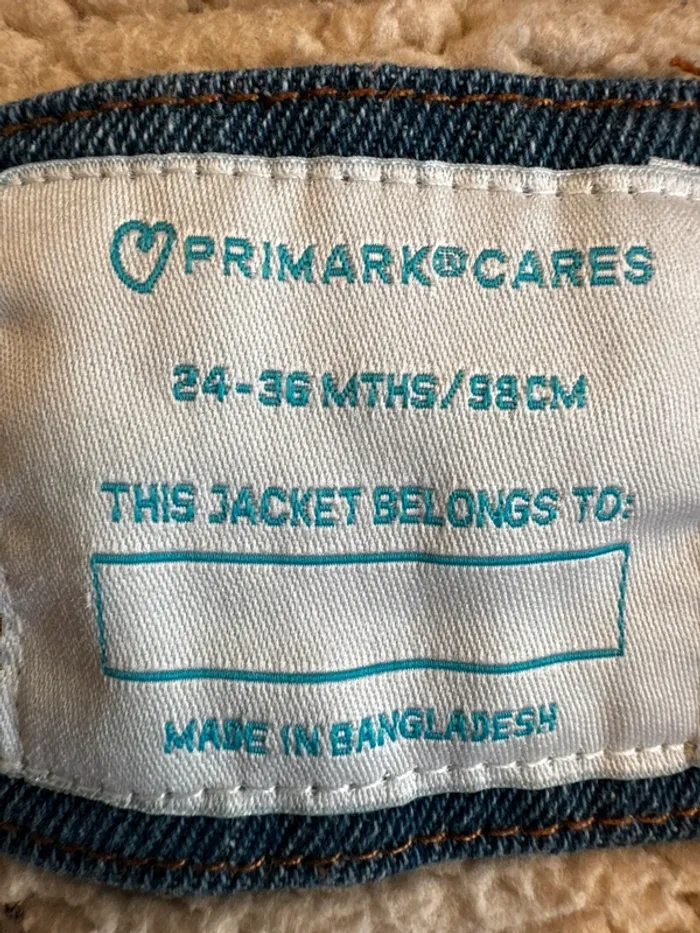 PRIMARK® CARES
24-36 MTHS/98CM
THIS JACKET BELONGS TO:
MADE IN BANGLADESH